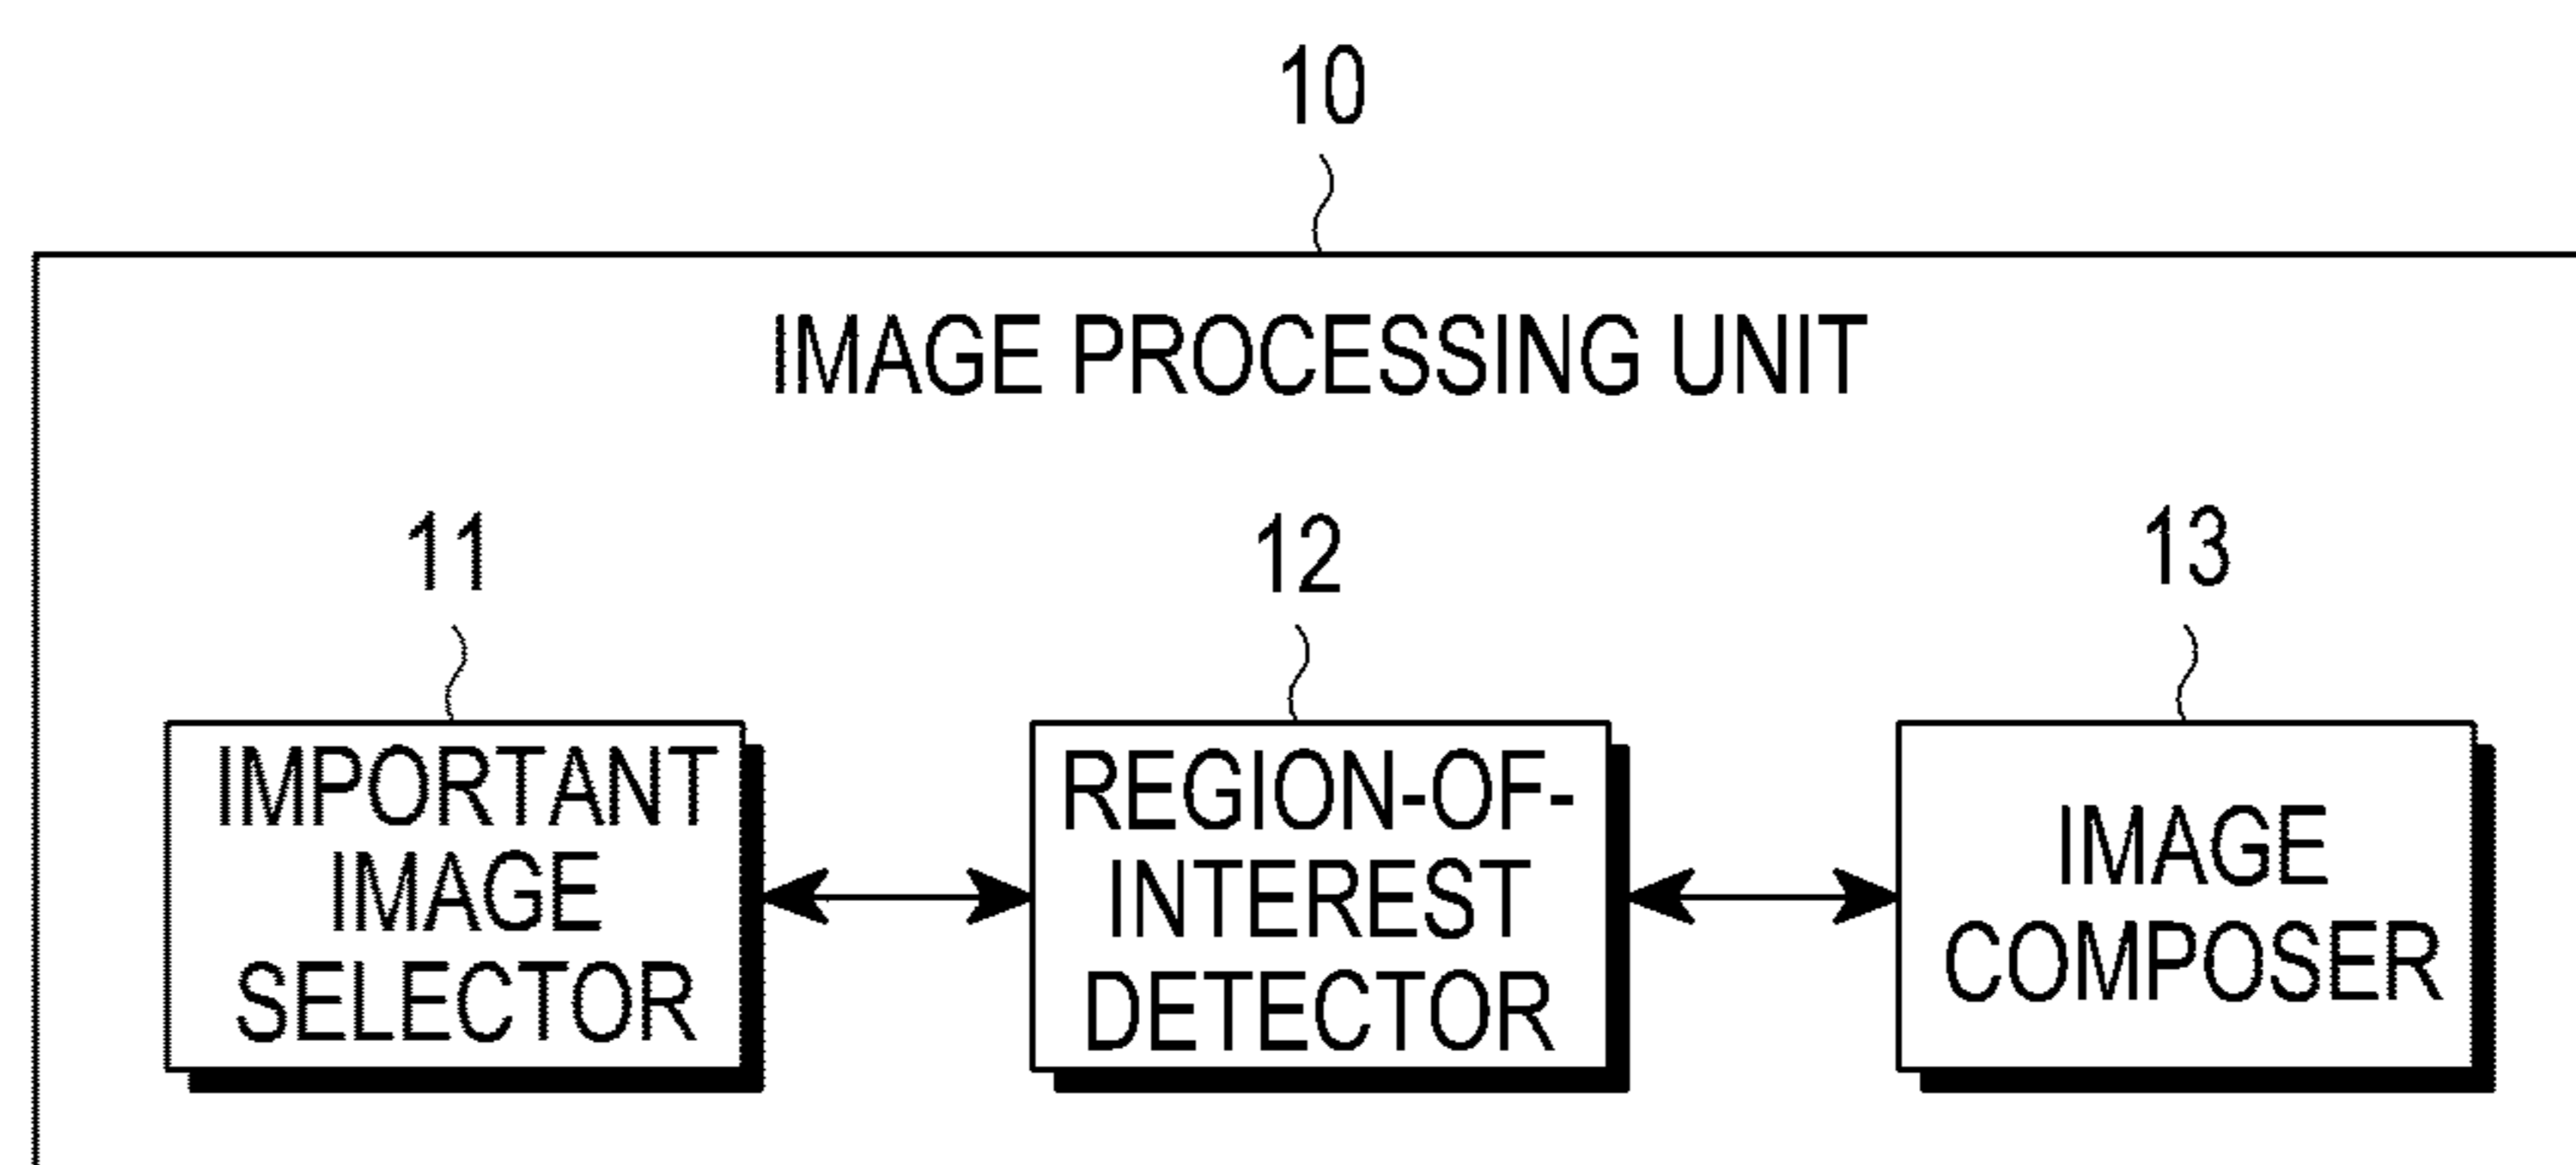 10
IMAGE PROCESSING UNIT
11
IMPORTANT
IMAGE
SELECTOR
12
REGION-OF-
INTEREST
DETECTOR
13
IMAGE
COMPOSER